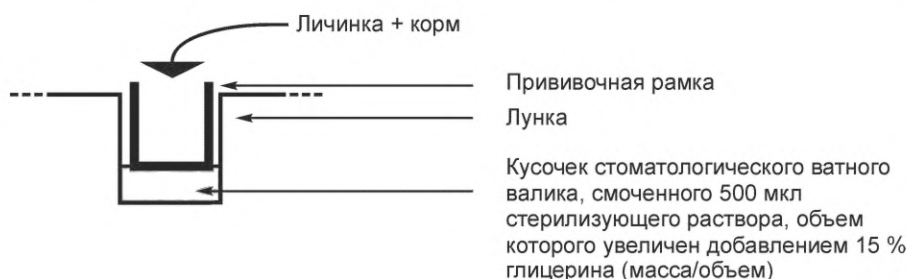 Личинка + корм
Прививочная рамка
Лунка
Кусочек стоматологического ватного
валика, смоченного 500 мкл
стерилизующего раствора, объем
которого увеличен добавлением 15 %
глицерина (масса/объем)